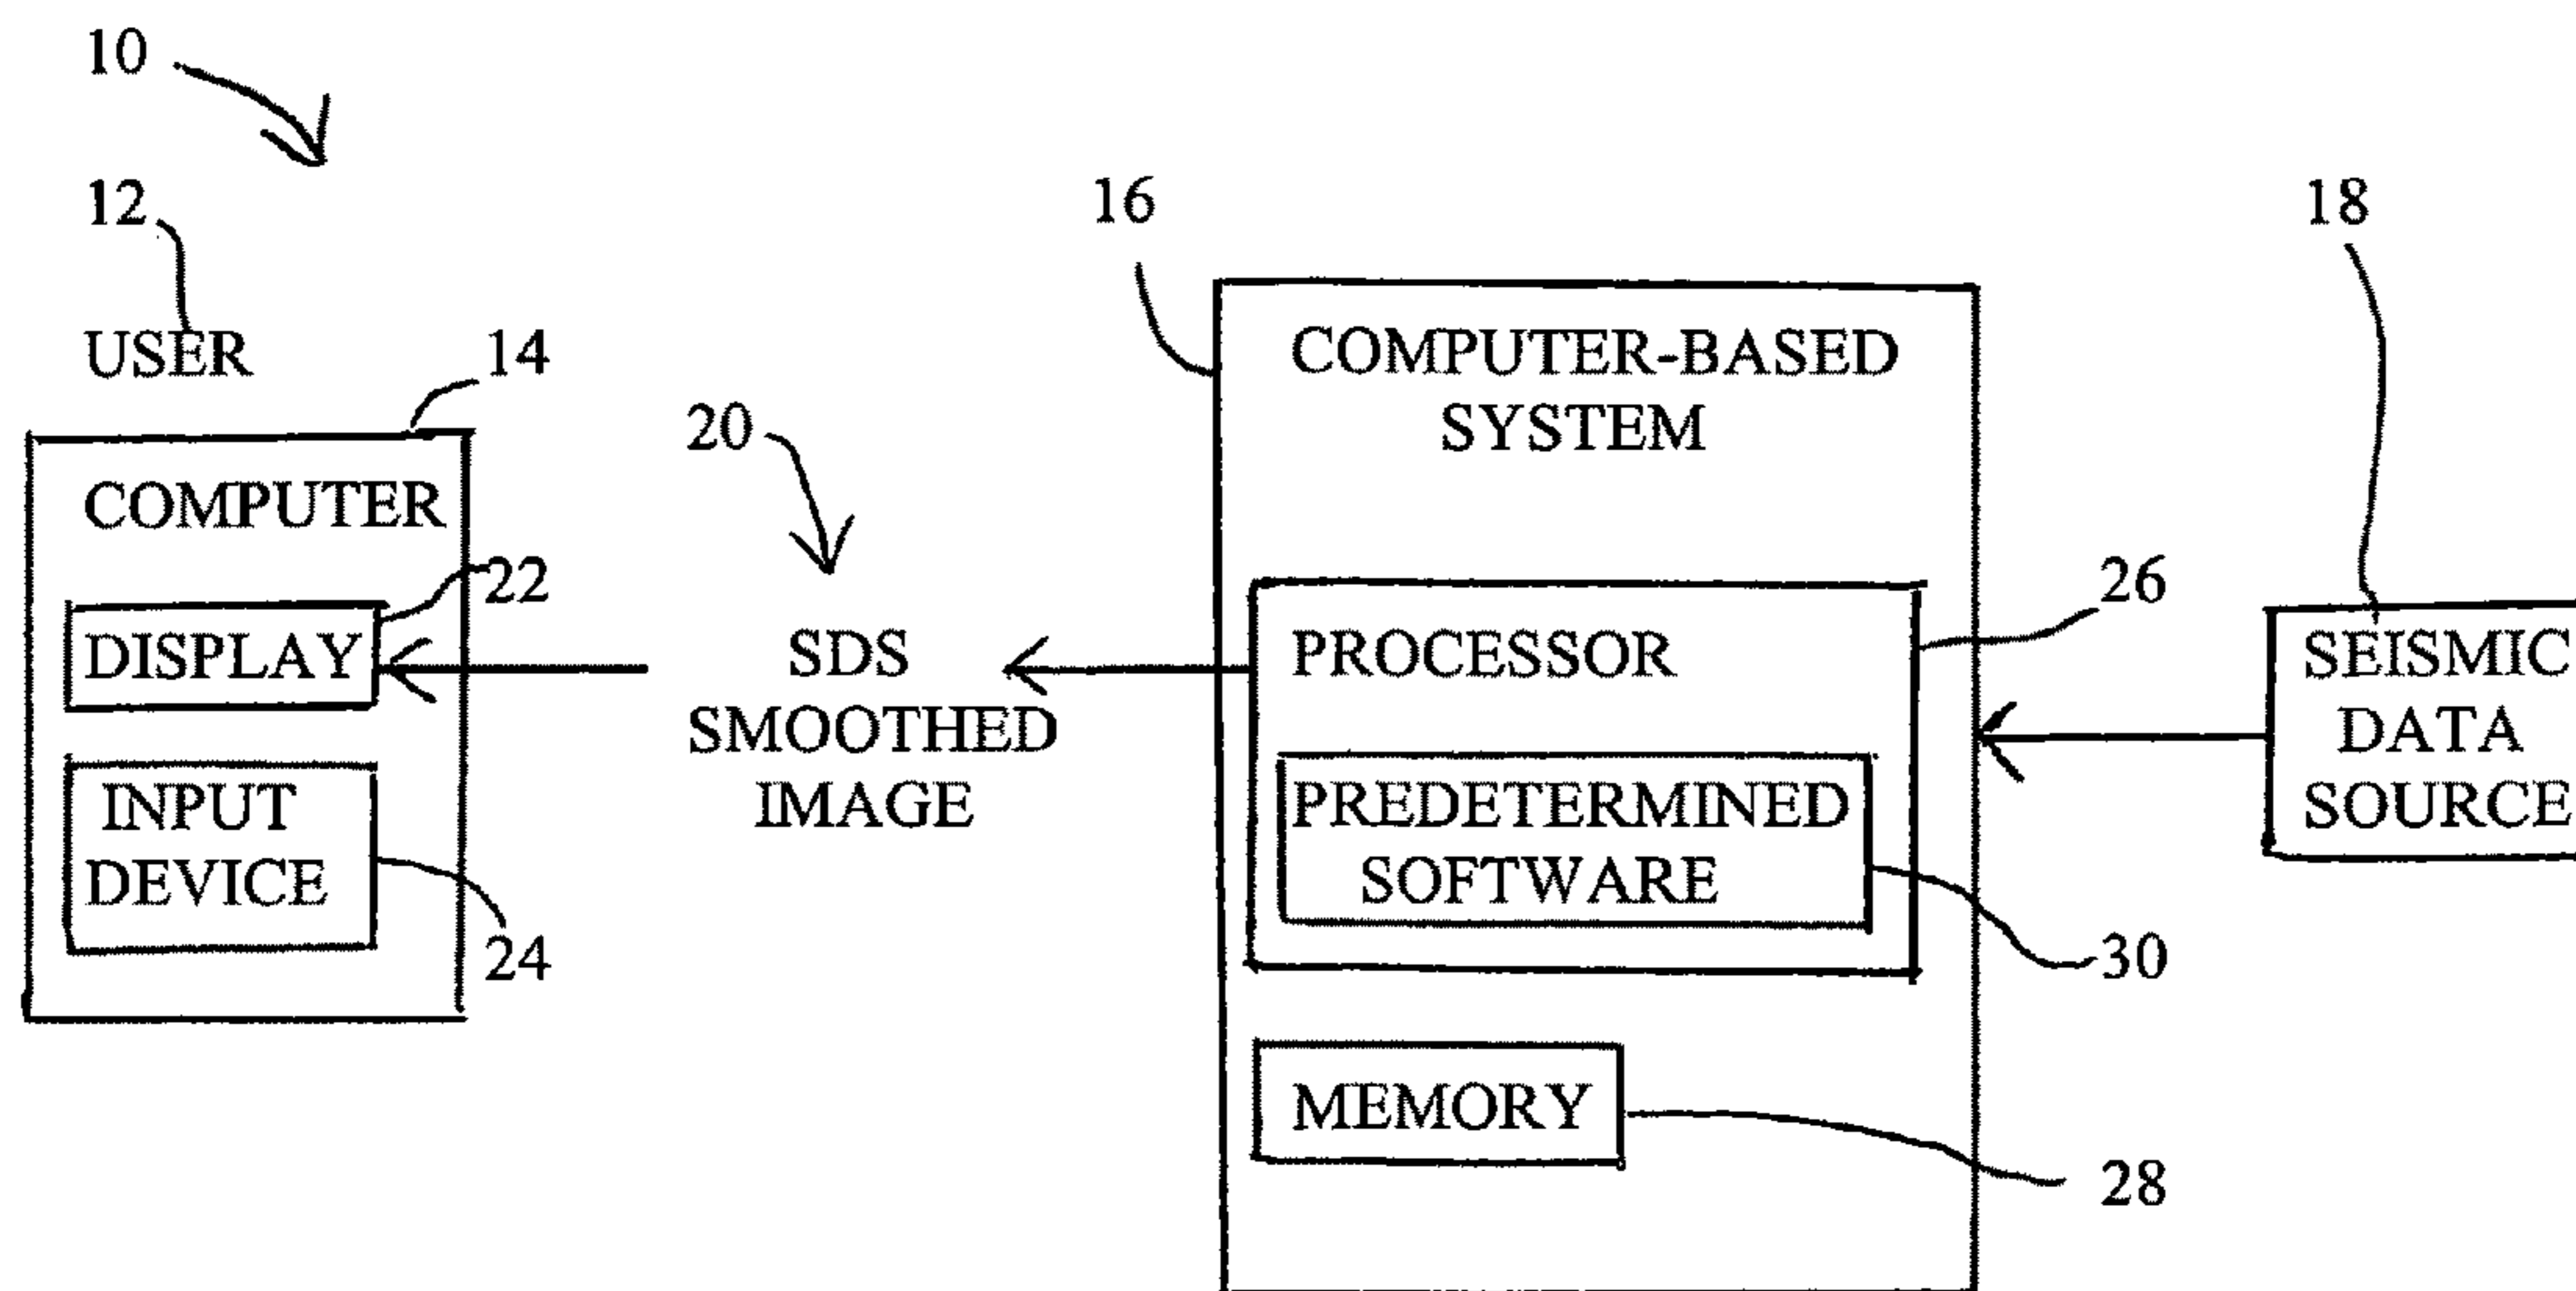 10
12
USER
14
COMPUTER
22
DISPLAY
INPUT
DEVICE
24
20
SDS
SMOOTHED
IMAGE
16
COMPUTER-BASED
SYSTEM
26
PROCESSOR
PREDETERMINED
SOFTWARE
30
MEMORY
28
18
SEISMIC
DATA
SOURCE